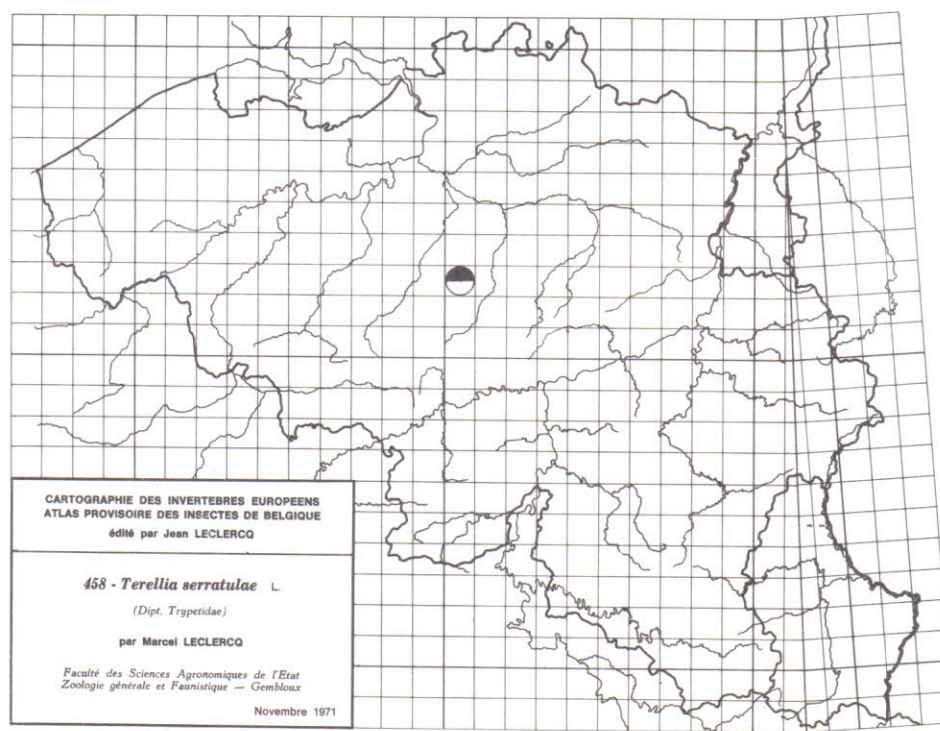 CARTOGRAPHIE DES INVERTEBRES EUROPEENS
ATLAS PROVISOIRE DES INSECTES DE BELGIQUE
édité par Jean LECLERCQ
458 - Terellia serratulae L.
(Dipt. Trypetidae)
par Marcel LECLERCQ
Faculté des Sciences Agronomiques de l'Etat
Zoologie générale et Faunistique — Gembloux
Novembre 1971